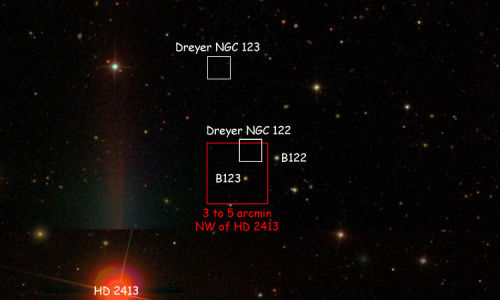 Dreyer NGC 123
Dreyer NGC 122
B122
B123
3 to 5 arcmin
NW of HD 2413
HD 2413